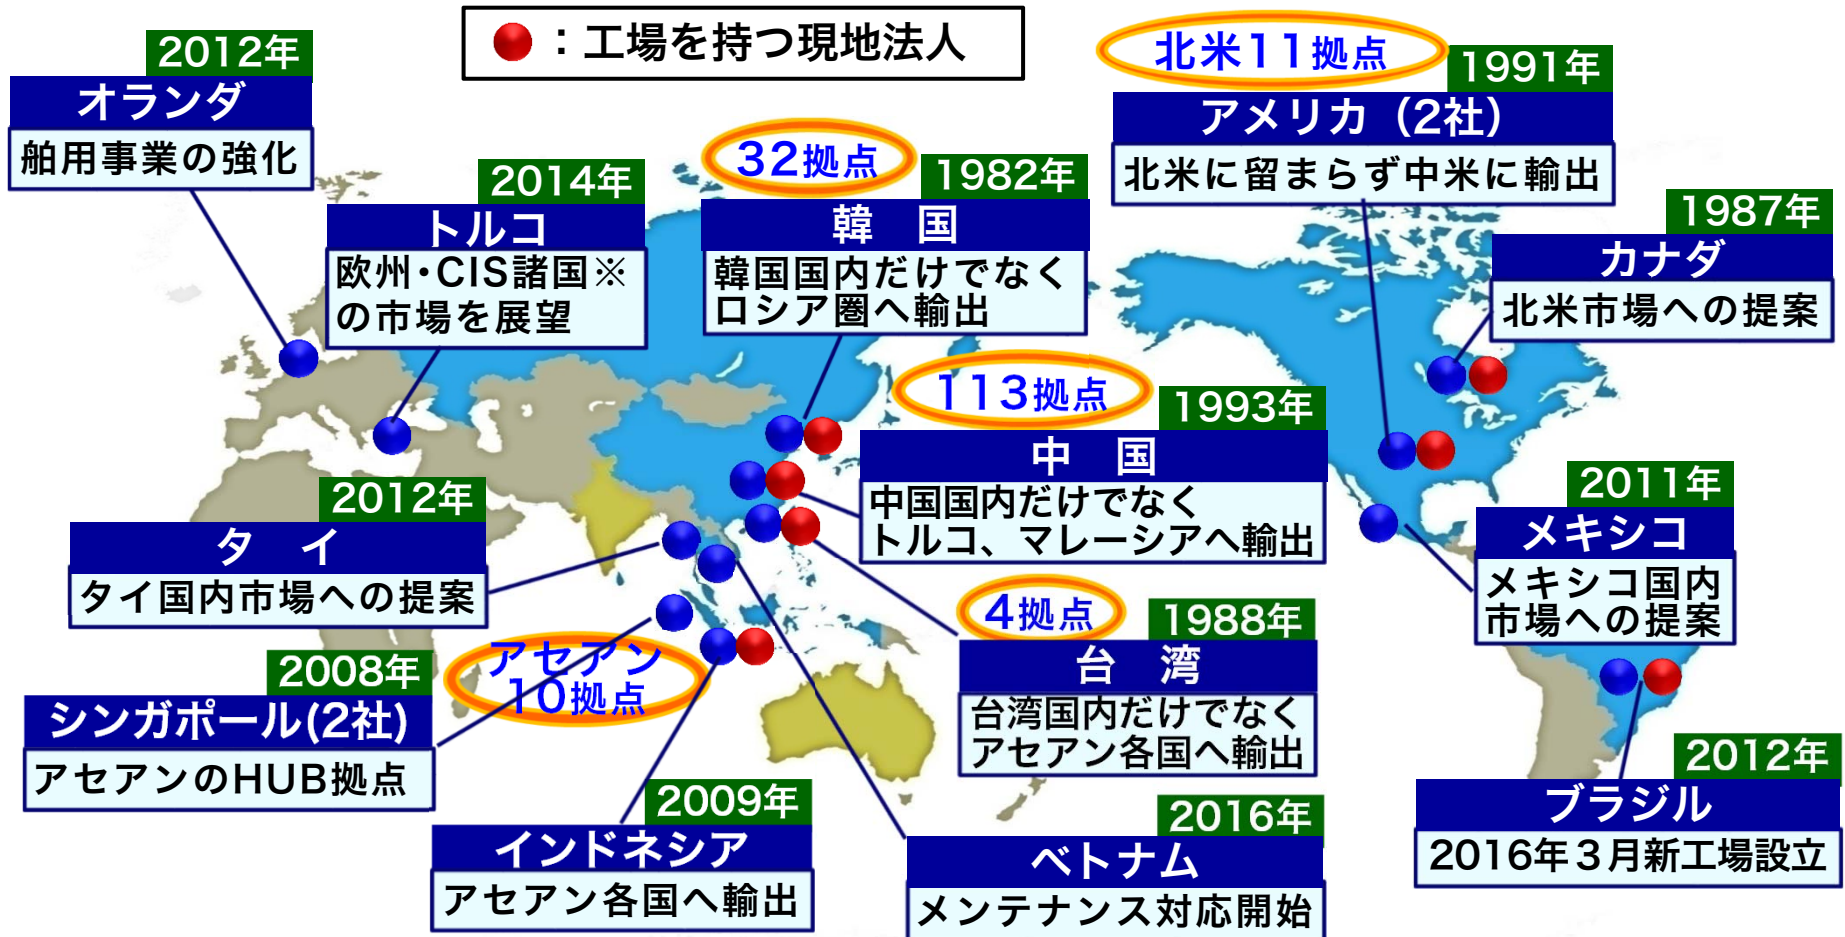 ：工場を持つ現地法人
2012年
オランダ
舶用事業の強化
2014年
トルコ
欧州・CIS諸国※
の市場を展望
32拠点
1982年
韓　国
韓国国内だけでなく
ロシア圏へ輸出
北米11拠点
1991年
アメリカ（2社）
北米に留まらず中米に輸出
1987年
カナダ
北米市場への提案
113拠点
1993年
中　国
中国国内だけでなく
トルコ、マレーシアへ輸出
2011年
メキシコ
メキシコ国内
市場への提案
2012年
タ　イ
タイ国内市場への提案
4拠点
1988年
台　湾
台湾国内だけでなく
アセアン各国へ輸出
アセアン
10拠点
2008年
シンガポール(2社)
アセアンのHUB拠点
2009年
インドネシア
アセアン各国へ輸出
2016年
ベトナム
メンテナンス対応開始
2012年
ブラジル
2016年３月新工場設立